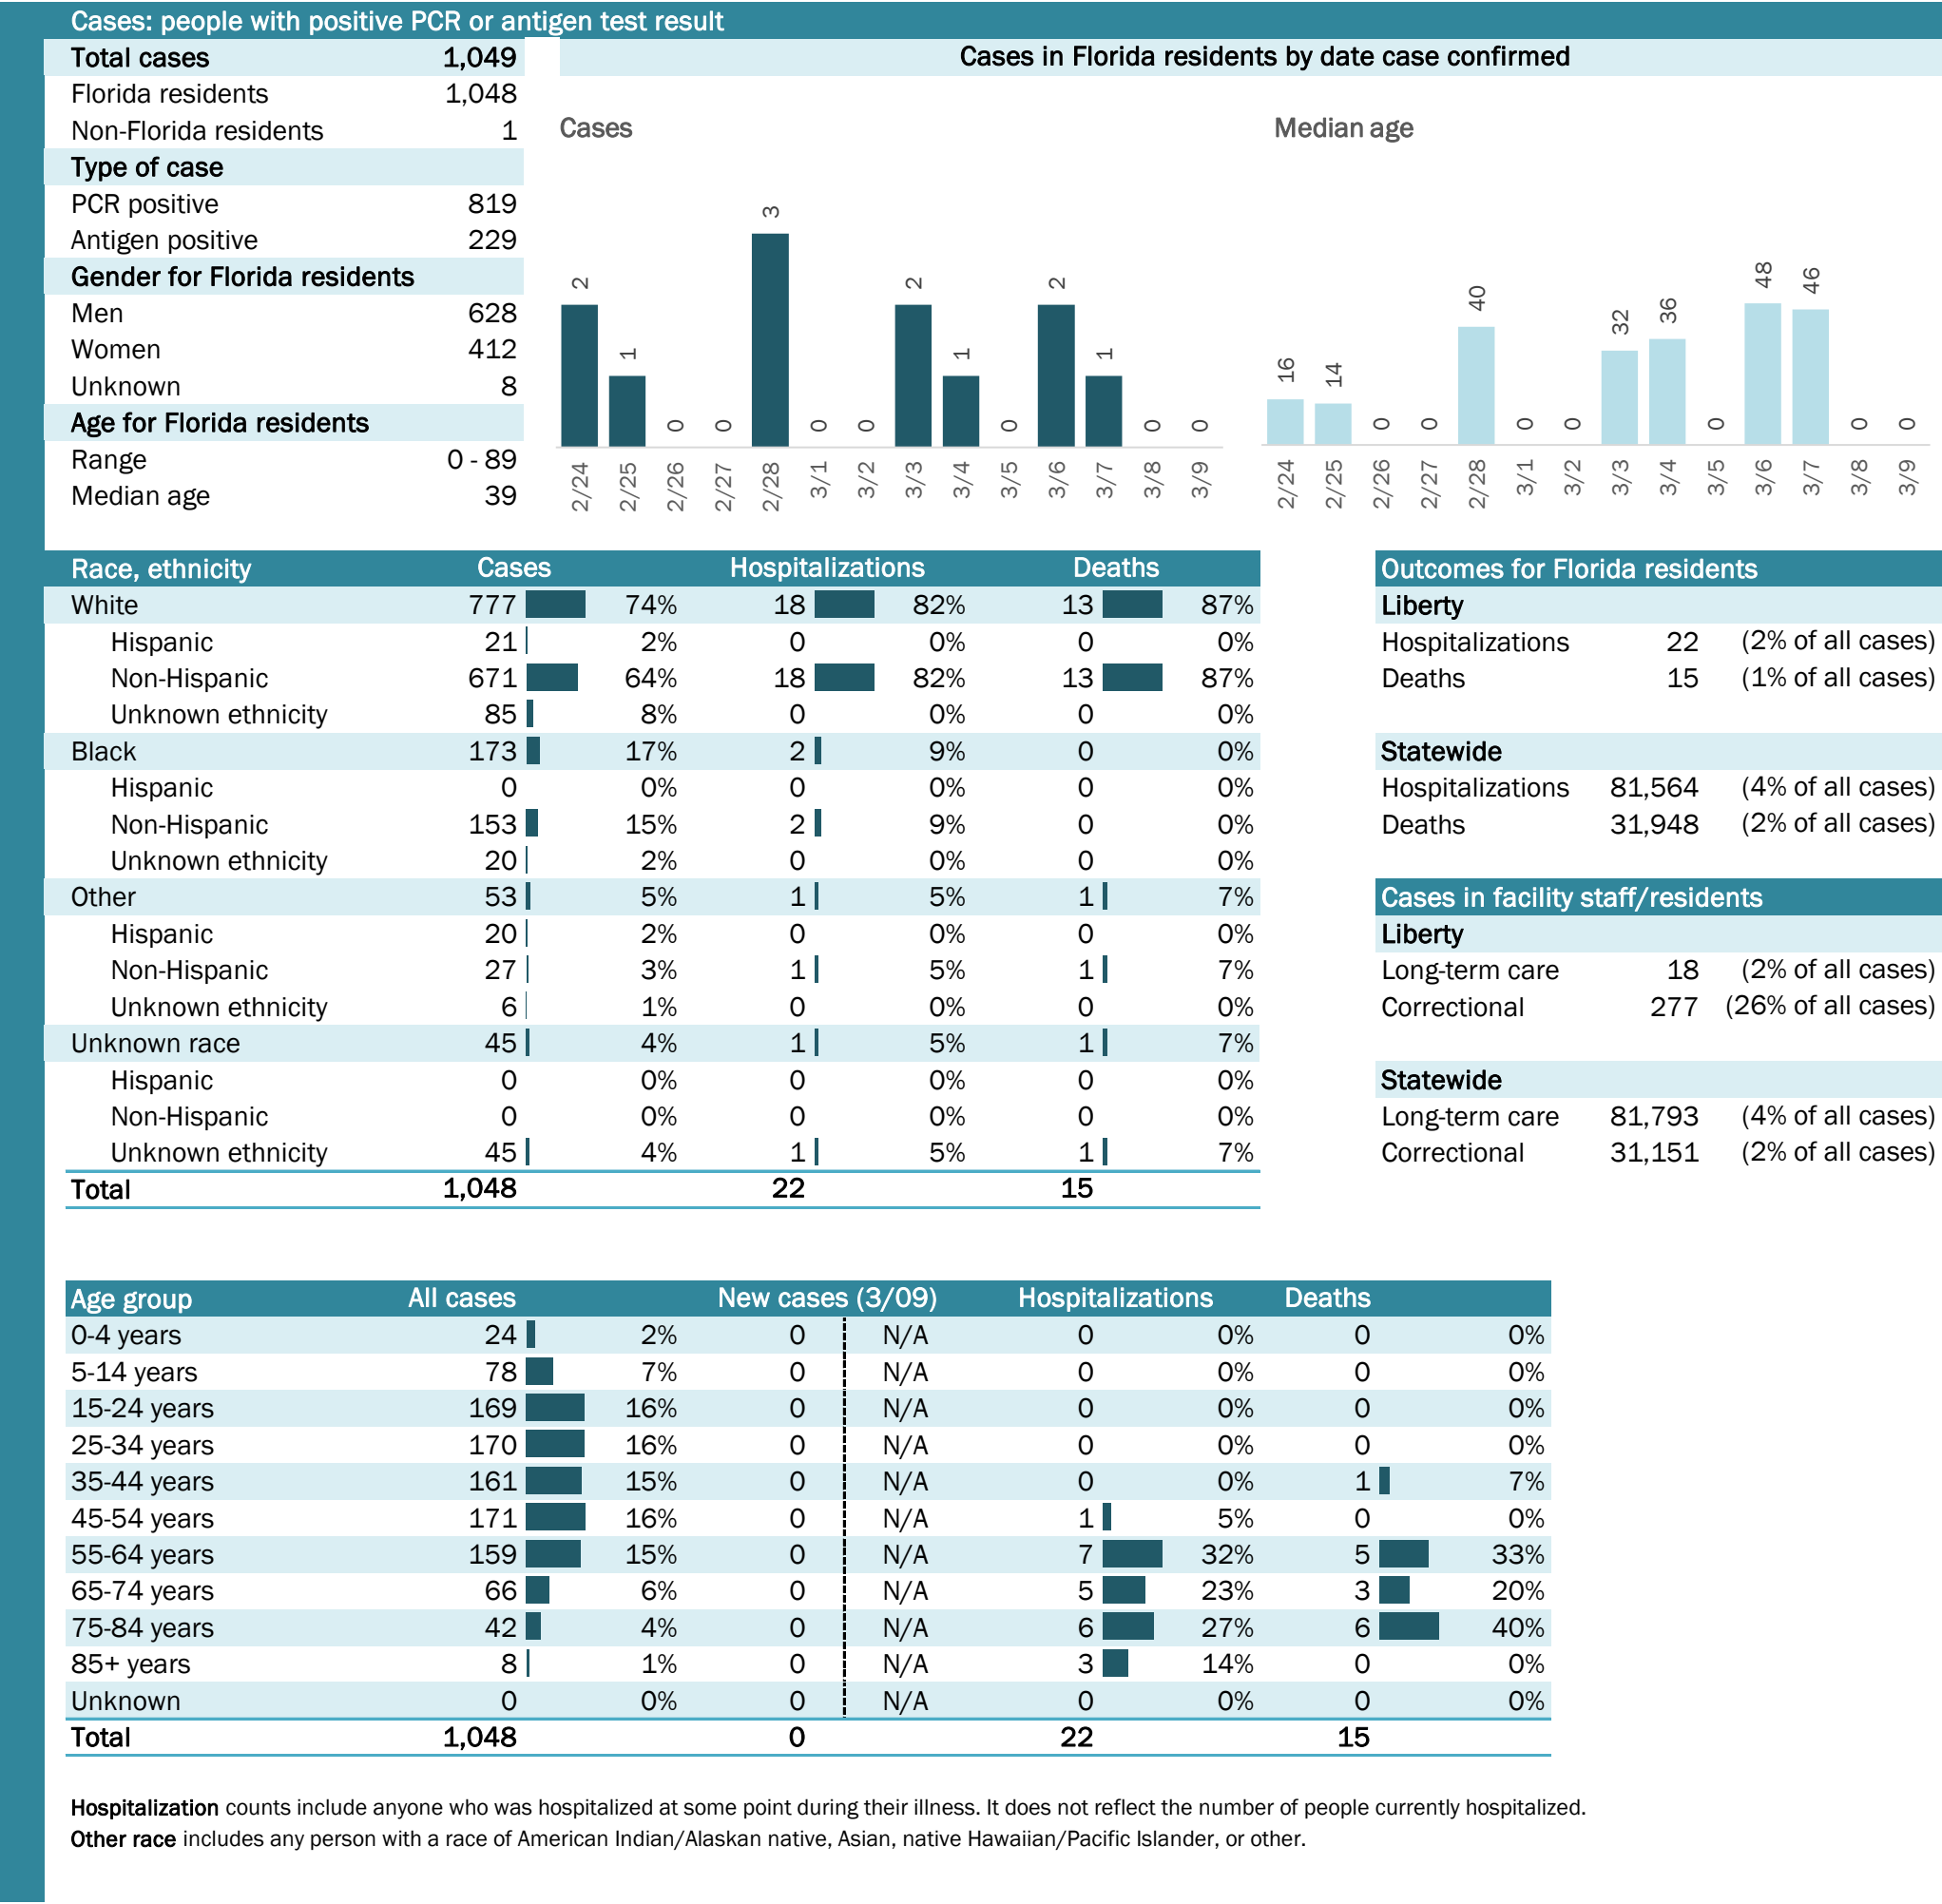 Cases: people with positive PCR or antigen test result
Total cases 1,049
Florida residents 1,048
Non-Florida residents 1
Type of case
PCR positive 819
Antigen positive 229
Gender for Florida residents
Men 628
Women 412
Unknown 8
Age for Florida residents
Range 0 - 89
Median age 39
Cases in Florida residents by date case confirmed
Cases
2 1 0 0 3 0 0 2 1 0 2 1 0 0
2/24 2/25 2/26 2/27 2/28 3/1 3/2 3/3 3/4 3/5 3/6 3/7 3/8 3/9
Median age
16 14 0 0 40 0 0 32 36 0 48 46 0 0
2/24 2/25 2/26 2/27 2/28 3/1 3/2 3/3 3/4 3/5 3/6 3/7 3/8 3/9
Race, ethnicity Cases Hospitalizations Deaths
White 777 74% 18 82% 13 87%
Hispanic 21 2% 0 0% 0 0%
Non-Hispanic 671 64% 18 82% 13 87%
Unknown ethnicity 85 8% 0 0% 0 0%
Black 173 17% 2 9% 0 0%
Hispanic 0 0% 0 0% 0 0%
Non-Hispanic 153 15% 2 9% 0 0%
Unknown ethnicity 20 2% 0 0% 0 0%
Other 53 5% 1 5% 1 7%
Hispanic 20 2% 0 0% 0 0%
Non-Hispanic 27 3% 1 5% 1 7%
Unknown ethnicity 6 1% 0 0% 0 0%
Unknown race 45 4% 1 5% 1 7%
Hispanic 0 0% 0 0% 0 0%
Non-Hispanic 0 0% 0 0% 0 0%
Unknown ethnicity 45 4% 1 5% 1 7%
Total 1,048 22 15
Outcomes for Florida residents
Liberty
Hospitalizations 22 (2% of all cases)
Deaths 15 (1% of all cases)
Statewide
Hospitalizations 81,564 (4% of all cases)
Deaths 31,948 (2% of all cases)
Cases in facility staff/residents
Liberty
Long-term care 18 (2% of all cases)
Correctional 277 (26% of all cases)
Statewide
Long-term care 81,793 (4% of all cases)
Correctional 31,151 (2% of all cases)
Age group All cases New cases (3/09) Hospitalizations Deaths
0-4 years 24 2% 0 N/A 0 0% 0 0%
5-14 years 78 7% 0 N/A 0 0% 0 0%
15-24 years 169 16% 0 N/A 0 0% 0 0%
25-34 years 170 16% 0 N/A 0 0% 0 0%
35-44 years 161 15% 0 N/A 0 0% 1 7%
45-54 years 171 16% 0 N/A 1 5% 0 0%
55-64 years 159 15% 0 N/A 7 32% 5 33%
65-74 years 66 6% 0 N/A 5 23% 3 20%
75-84 years 42 4% 0 N/A 6 27% 6 40%
85+ years 8 1% 0 N/A 3 14% 0 0%
Unknown 0 0% 0 N/A 0 0% 0 0%
Total 1,048 0 22 15
Hospitalization counts include anyone who was hospitalized at some point during their illness. It does not reflect the number of people currently hospitalized.
Other race includes any person with a race of American Indian/Alaskan native, Asian, native Hawaiian/Pacific Islander, or other.